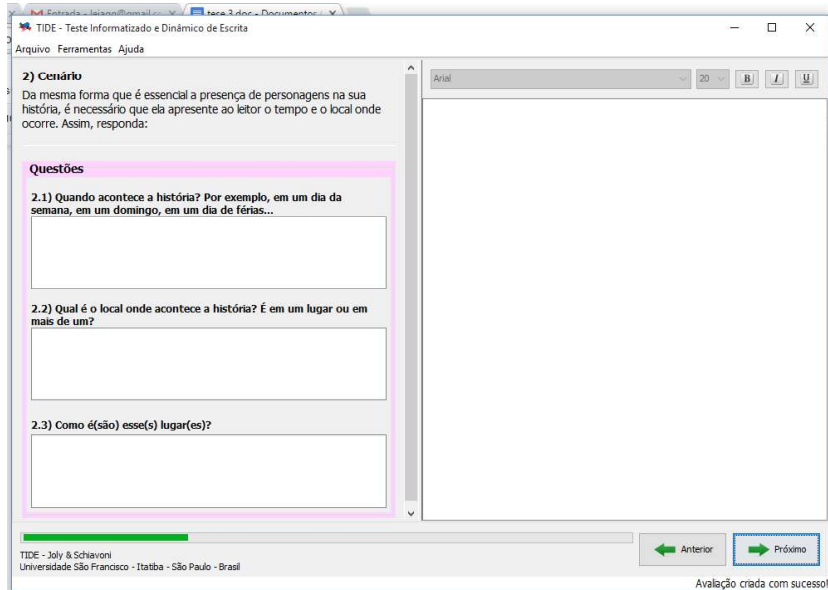 Entrada -
tese 3.doc - Documentos
TIDE - Teste Informatizado e Dinâmico de Escrita
Arquivo Ferramentas Ajuda
2) Cenário
Da mesma forma que é essencial a presença de personagens na sua
história, é necessário que ela apresente ao leitor o tempo e o local onde
ocorre. Assim, responda:
Questões
2.1) Quando acontece a história? Por exemplo, em um dia da
semana, em um domingo, em um dia de férias...
2.2) Qual é o local onde acontece a história? É em um lugar ou em
mais de um?
2.3) Como é(são) esse(s) lugar(es)?
Arial 20 B I U
TIDE - Joly & Schiavoni
Universidade São Francisco - Itatiba - São Paulo - Brasil
Anterior Próximo
Avaliação criada com sucesso!